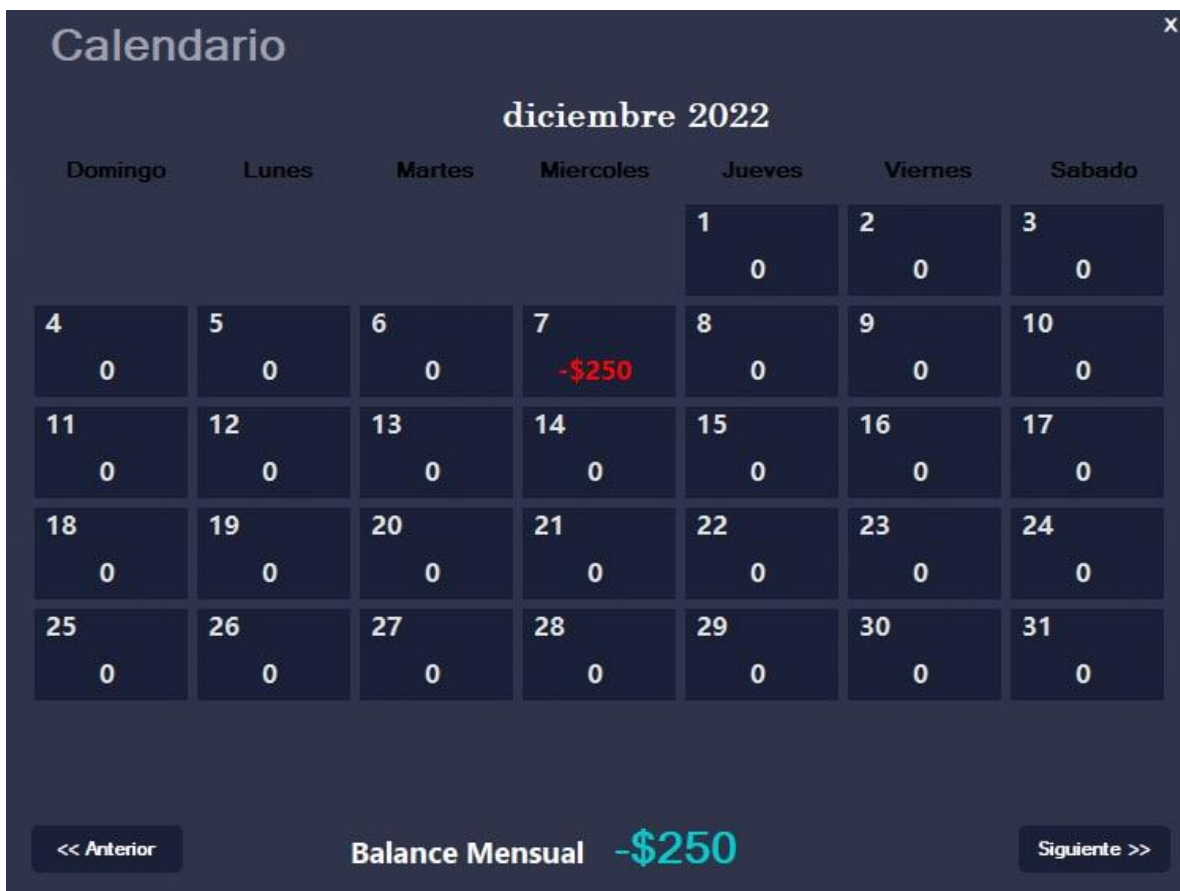 X
Calendario
diciembre 2022
Domingo Lunes Martes Miercoles Jueves Viernes Sabado
1 2 3
0 0 0
4 5 6 7 8 9 10
0 0 0 -$250 0 0 0
11 12 13 14 15 16 17
0 0 0 0 0 0 0
18 19 20 21 22 23 24
0 0 0 0 0 0 0
25 26 27 28 29 30 31
0 0 0 0 0 0 0
<< Anterior Balance Mensual -$250 Siguiente >>